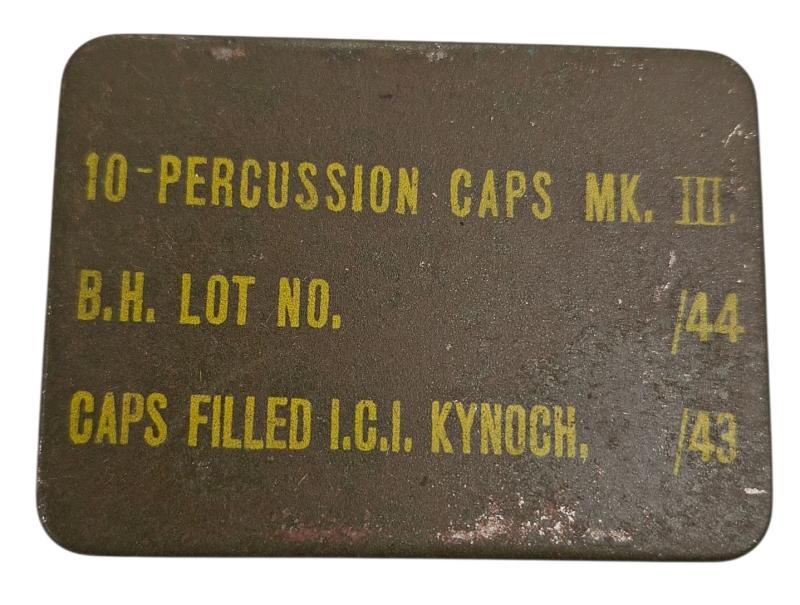 10-PERCUSSION CAPS MK. III.
B.H. LOT NO. /44
CAPS FILLED I.C.I. KYNOCH, /43